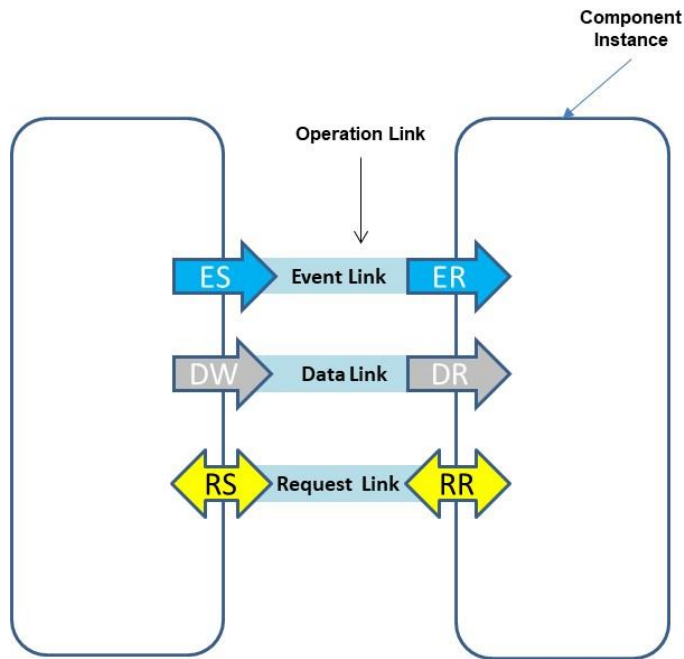 Component
Instance
Operation Link
ES Event Link ER
DW Data Link DR
RS Request Link RR